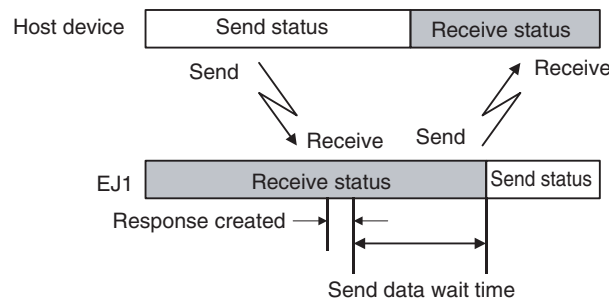 Host device
Send status
Receive status
Send
Receive
Receive
Send
EJ1
Receive status
Send status
Response created
Send data wait time